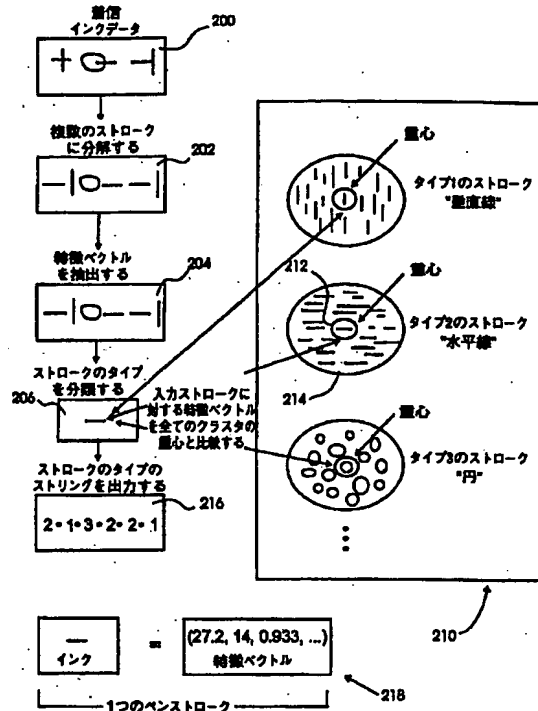 着信
インクデータ
200
複数のストローク
に分解する
202
特徴ベクトル
を抽出する
204
ストロークのタイプ
を分類する
206
入力ストロークに
対する特徴ベクトル
を全てのクラスタの
重心と比較する
ストロークのタイプの
ストリングを出力する
216
2・1・3・2・2・1
重心
タイプ1のストローク
"垂直線"
212
重心
タイプ2のストローク
"水平線"
214
重心
タイプ3のストローク
"円"
210
インク
=
(27.2, 14, 0.933, ...)
特徴ベクトル
218
1つのペンストローク